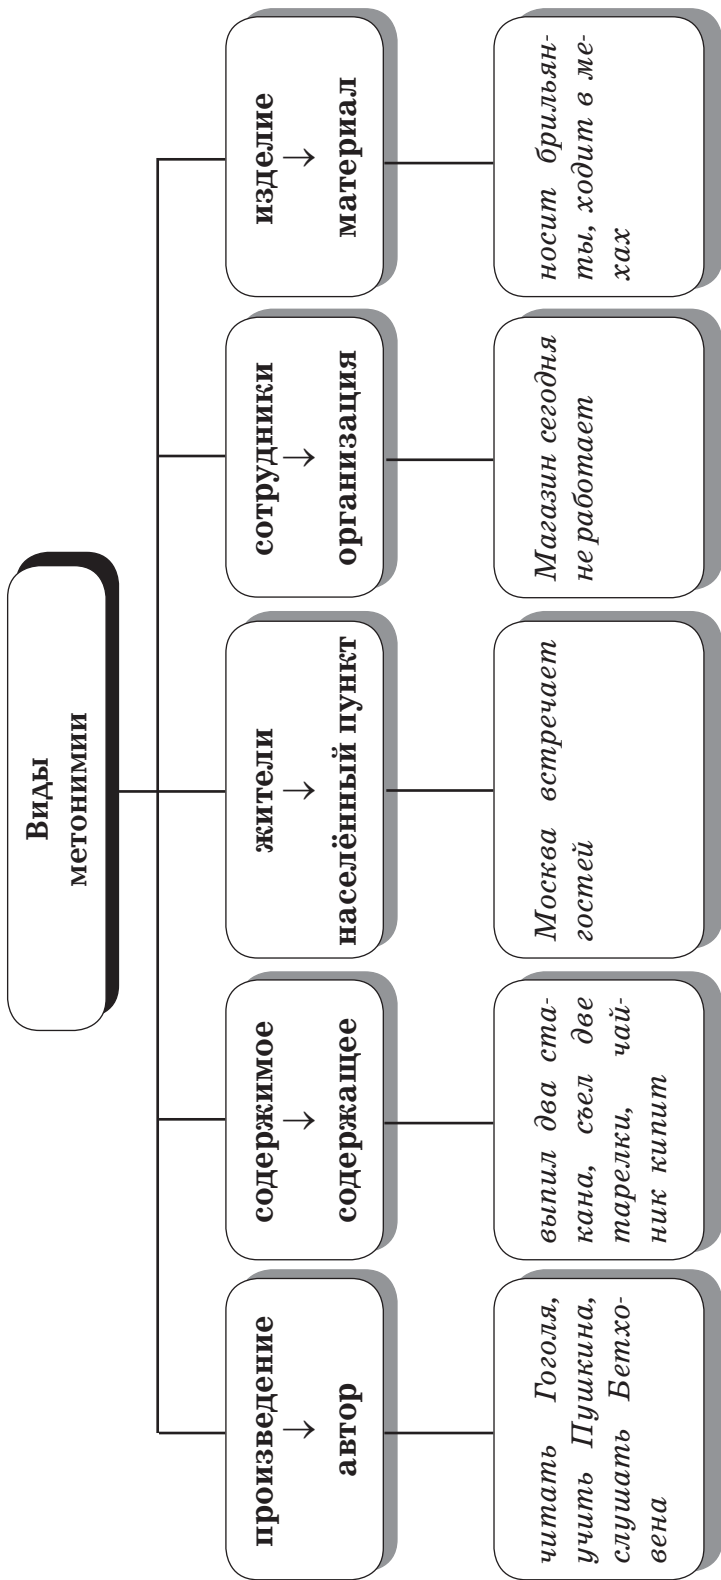 Виды
метонимии
произведение
→
автор
содержимое
→
содержащее
жители
→
населённый пункт
сотрудники
→
организация
изделие
→
материал
читать Гоголя,
учить Пушкина,
слушать Бетхо-
вена
выпил два ста-
кана, съел две
тарелки, чай-
ник кипит
Москва встречает
гостей
Магазин сегодня
не работает
носит брильян-
ты, ходит в ме-
хах